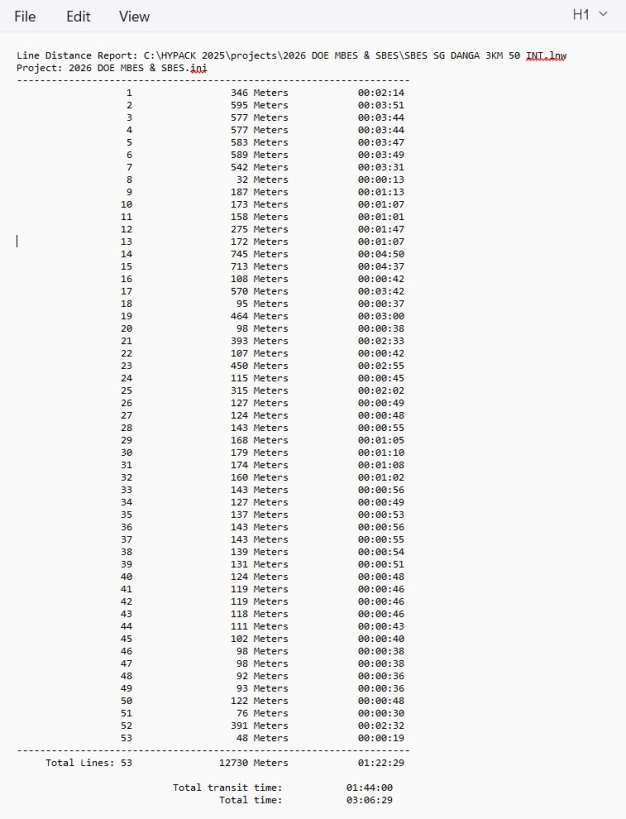 File Edit View H1
Line Distance Report: C:\HYPACK 2025\projects\2026 DOE MBES & SBES\SBES SG DANGA 3KM 50 INT.lnw
Project: 2026 DOE MBES & SBES.ini
--------------------------------------------------------------------
1 346 Meters 00:02:14
2 595 Meters 00:03:51
3 577 Meters 00:03:44
4 577 Meters 00:03:44
5 583 Meters 00:03:47
6 589 Meters 00:03:49
7 542 Meters 00:03:31
8 32 Meters 00:00:13
9 187 Meters 00:01:13
10 173 Meters 00:01:07
11 158 Meters 00:01:01
12 275 Meters 00:01:47
13 172 Meters 00:01:07
14 745 Meters 00:04:50
15 713 Meters 00:04:37
16 108 Meters 00:00:42
17 570 Meters 00:03:42
18 95 Meters 00:00:37
19 464 Meters 00:03:00
20 98 Meters 00:00:38
21 393 Meters 00:02:33
22 107 Meters 00:00:42
23 450 Meters 00:02:55
24 115 Meters 00:00:45
25 315 Meters 00:02:02
26 127 Meters 00:00:49
27 124 Meters 00:00:48
28 143 Meters 00:00:55
29 168 Meters 00:01:05
30 179 Meters 00:01:10
31 174 Meters 00:01:08
32 160 Meters 00:01:02
33 143 Meters 00:00:56
34 127 Meters 00:00:49
35 137 Meters 00:00:53
36 143 Meters 00:00:56
37 143 Meters 00:00:55
38 139 Meters 00:00:54
39 131 Meters 00:00:51
40 124 Meters 00:00:48
41 119 Meters 00:00:46
42 119 Meters 00:00:46
43 118 Meters 00:00:46
44 111 Meters 00:00:43
45 102 Meters 00:00:40
46 98 Meters 00:00:38
47 98 Meters 00:00:38
48 92 Meters 00:00:36
49 93 Meters 00:00:36
50 122 Meters 00:00:48
51 76 Meters 00:00:30
52 391 Meters 00:02:32
53 48 Meters 00:00:19
--------------------------------------------------------------------
Total Lines: 53 12730 Meters 01:22:29
Total transit time: 01:44:00
Total time: 03:06:29